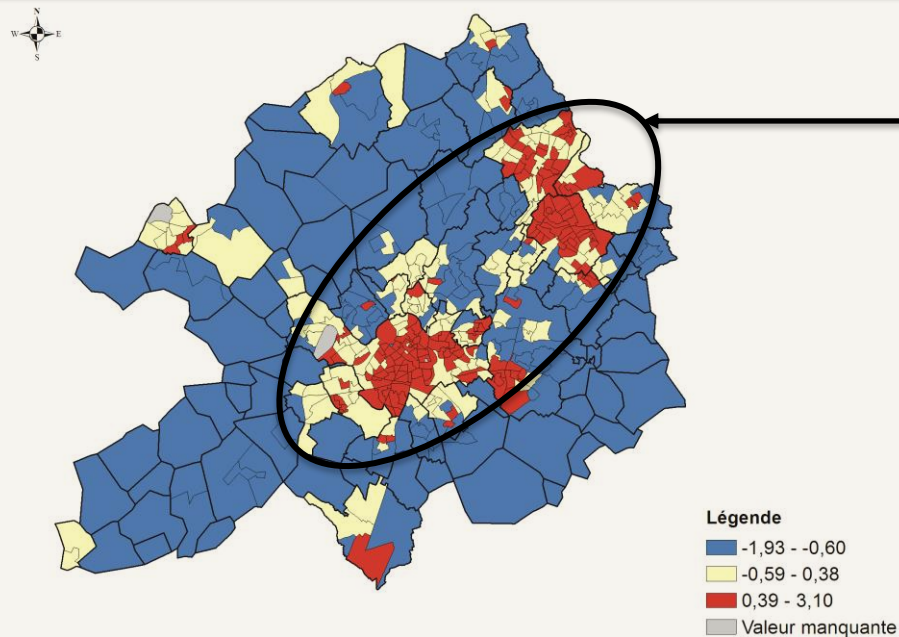 N
W E
S
Légende
-1,93 - -0,60
-0,59 - 0,38
0,39 - 3,10
Valeur manquante